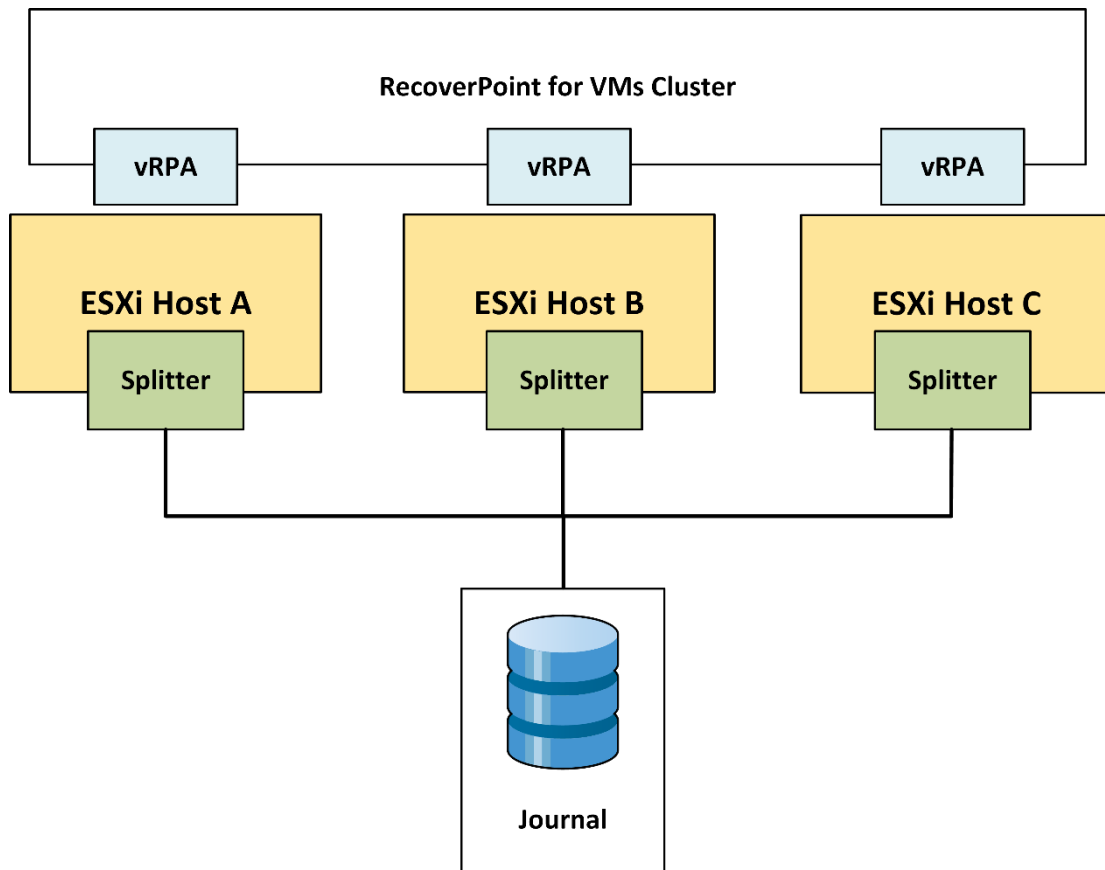 RecoverPoint for VMs Cluster
vRPA
vRPA
vRPA
ESXi Host A
ESXi Host B
ESXi Host C
Splitter
Splitter
Splitter
Journal